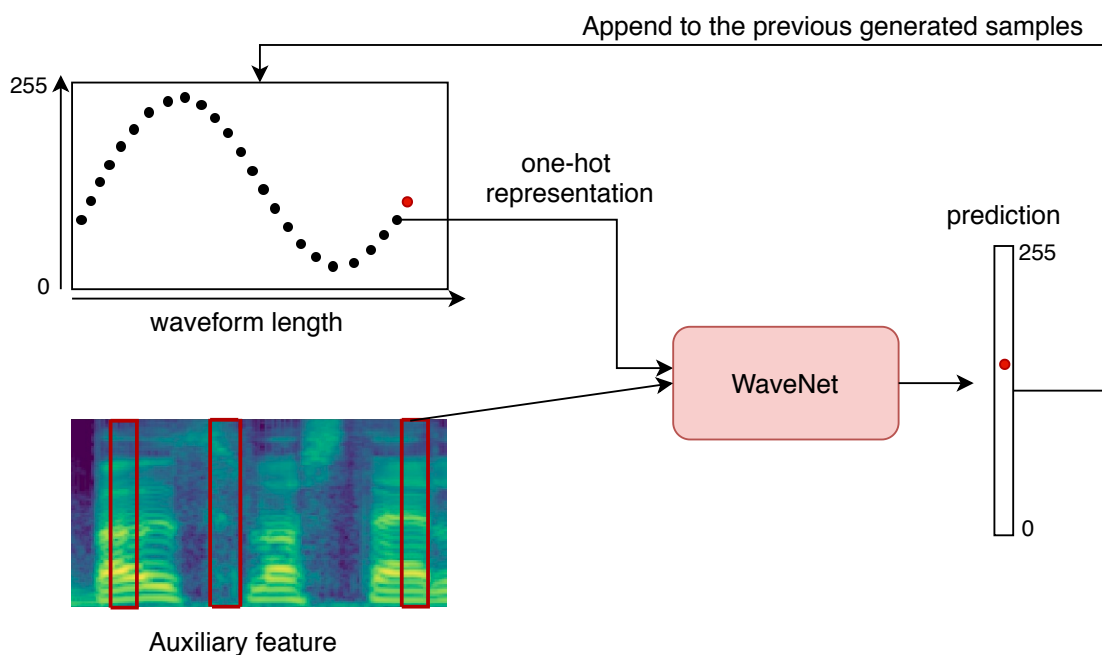 Append to the previous generated samples
255
0
waveform length
one-hot
representation
prediction
255
WaveNet
0
Auxiliary feature